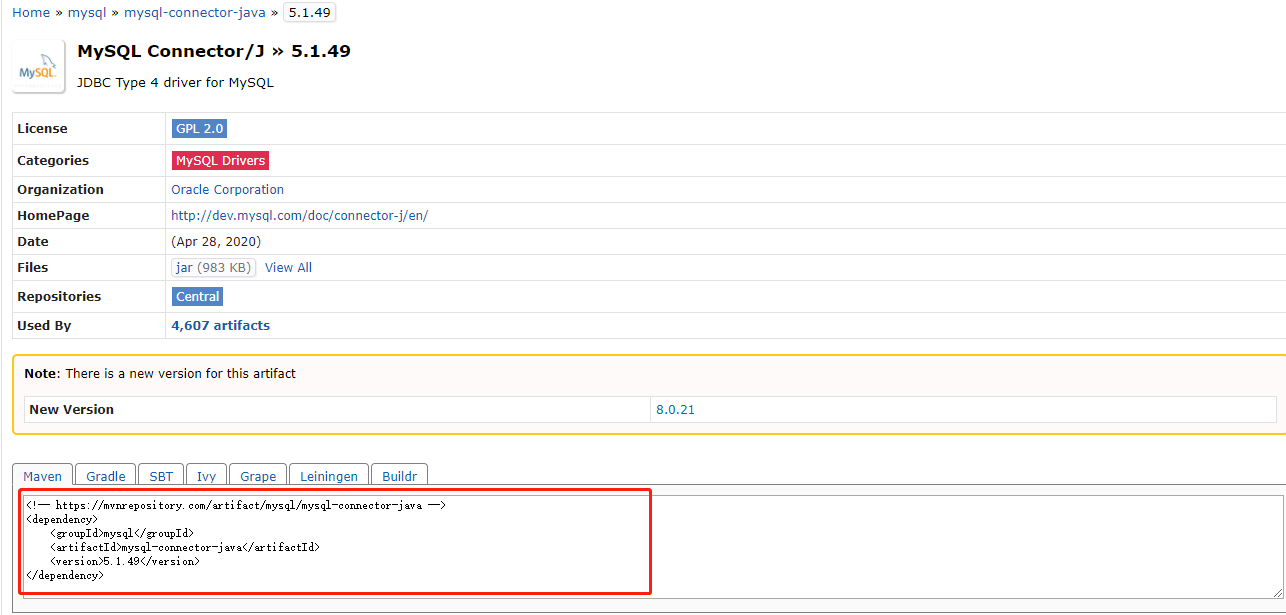 Home » mysql » mysql-connector-java » 5.1.49
MySQL Connector/J » 5.1.49
MySQL
JDBC Type 4 driver for MySQL
License GPL 2.0
Categories MySQL Drivers
Organization Oracle Corporation
HomePage http://dev.mysql.com/doc/connector-j/en/
Date (Apr 28, 2020)
Files jar (983 KB) View All
Repositories Central
Used By 4,607 artifacts
Note: There is a new version for this artifact
New Version 8.0.21
Maven Gradle SBT Ivy Grape Leiningen Buildr
<!-- https://mvnrepository.com/artifact/mysql/mysql-connector-java -->
<dependency>
    <groupId>mysql</groupId>
    <artifactId>mysql-connector-java</artifactId>
    <version>5.1.49</version>
</dependency>